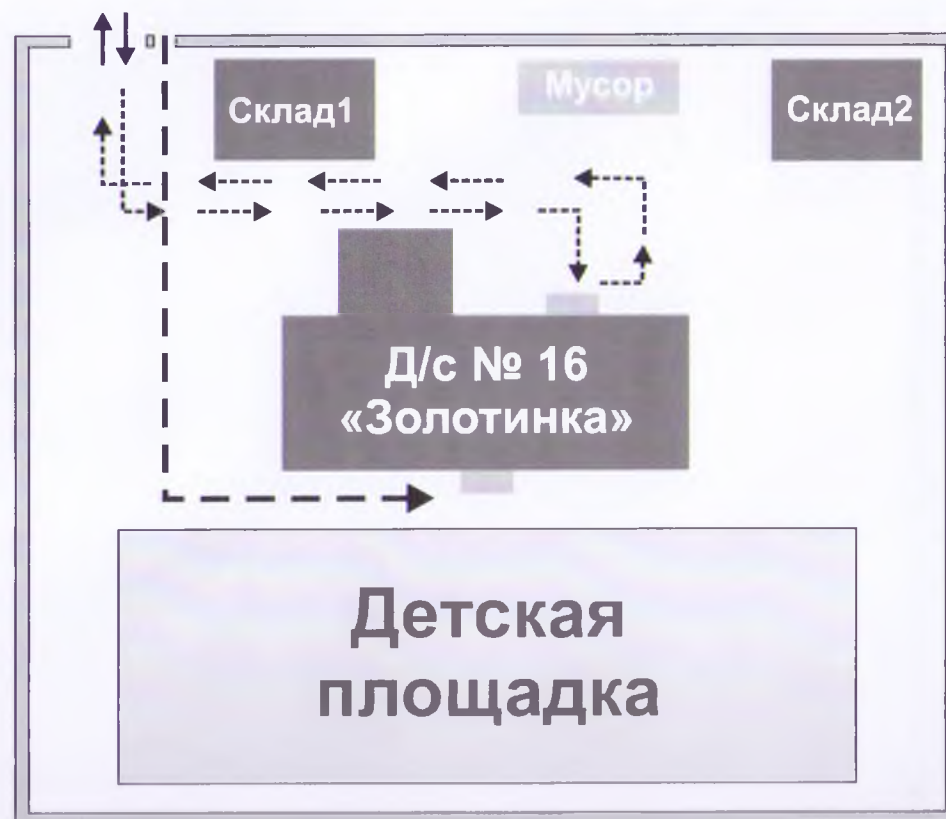 Склад1
Мусор
Склад2
Д/с № 16
«Золотинка»
Детская
площадка